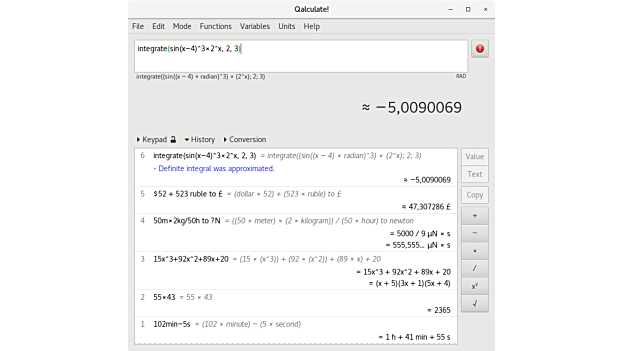 Qalculate!
File Edit Mode Functions Variables Units Help
integrate(sin(x−4)^3×2^x, 2, 3)
integrate((sin((x − 4) × radian)^3) × (2^x); 2; 3)
RAD
≈ −5,0090069
Keypad History Conversion
6 integrate(sin(x−4)^3×2^x, 2, 3) = integrate((sin((x − 4) × radian)^3) × (2^x); 2; 3)
- Definite integral was approximated.
≈ −5,0090069
5 $52 + 523 ruble to £ = (dollar × 52) + (523 × ruble) to £
≈ 47,307286 £
4 50m×2kg/50h to ?N = ((50 × meter) × (2 × kilogram)) / (50 × hour) to newton
= 5000 / 9 µN × s
= 555,555... µN × s
3 15x^3+92x^2+89x+20 = (15 × (x^3)) + (92 × (x^2)) + (89 × x) + 20
= 15x^3 + 92x^2 + 89x + 20
= (x + 5)(3x + 1)(5x + 4)
2 55×43 = 55 × 43
= 2365
1 102min−5s = (102 × minute) − (5 × second)
= 1 h + 41 min + 55 s
Value
Text
Copy
+
−
×
/
xʸ
√